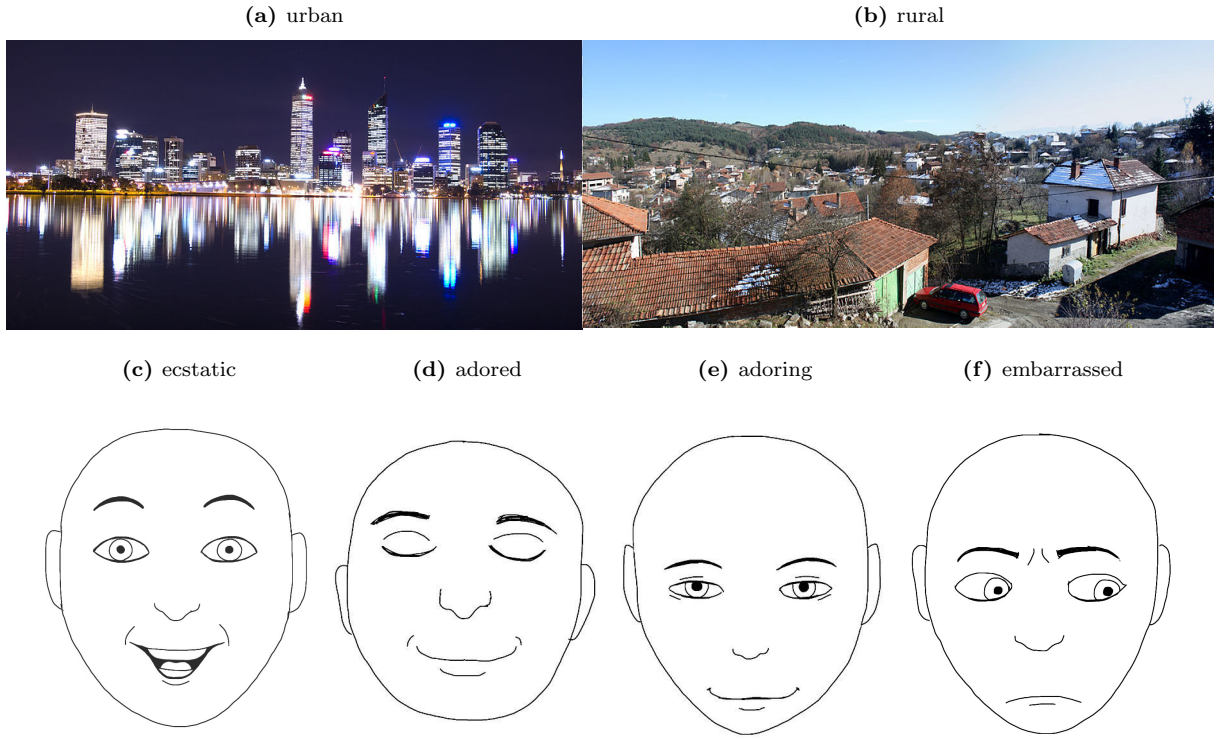 (a) urban
(b) rural
(c) ecstatic
(d) adored
(e) adoring
(f) embarrassed